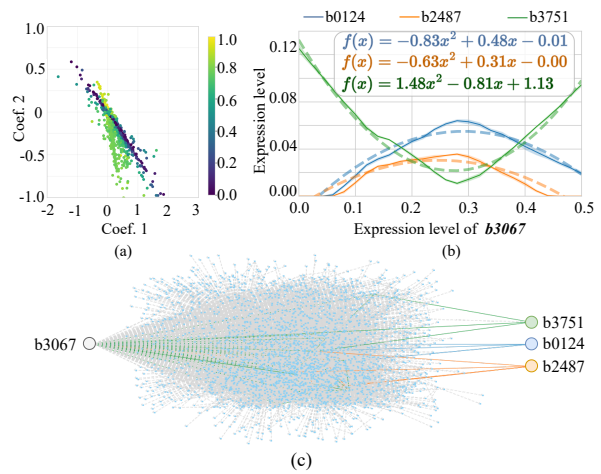 b0124 b2487 b3751
1.0
0.5
0
-0.5
-1.0
Coef. 2
-2 -1 0 1 2 3
Coef. 1
1.0
0.8
0.6
0.4
0.2
0.0
(a)
0.12
0.08
0.04
0.00
Expression level
f(x) = −0.83x² + 0.48x − 0.01
f(x) = −0.63x² + 0.31x − 0.00
f(x) = 1.48x² − 0.81x + 1.13
0.0 0.1 0.2 0.3 0.4 0.5
Expression level of b3067
(b)
b3067
b3751
b0124
b2487
(c)